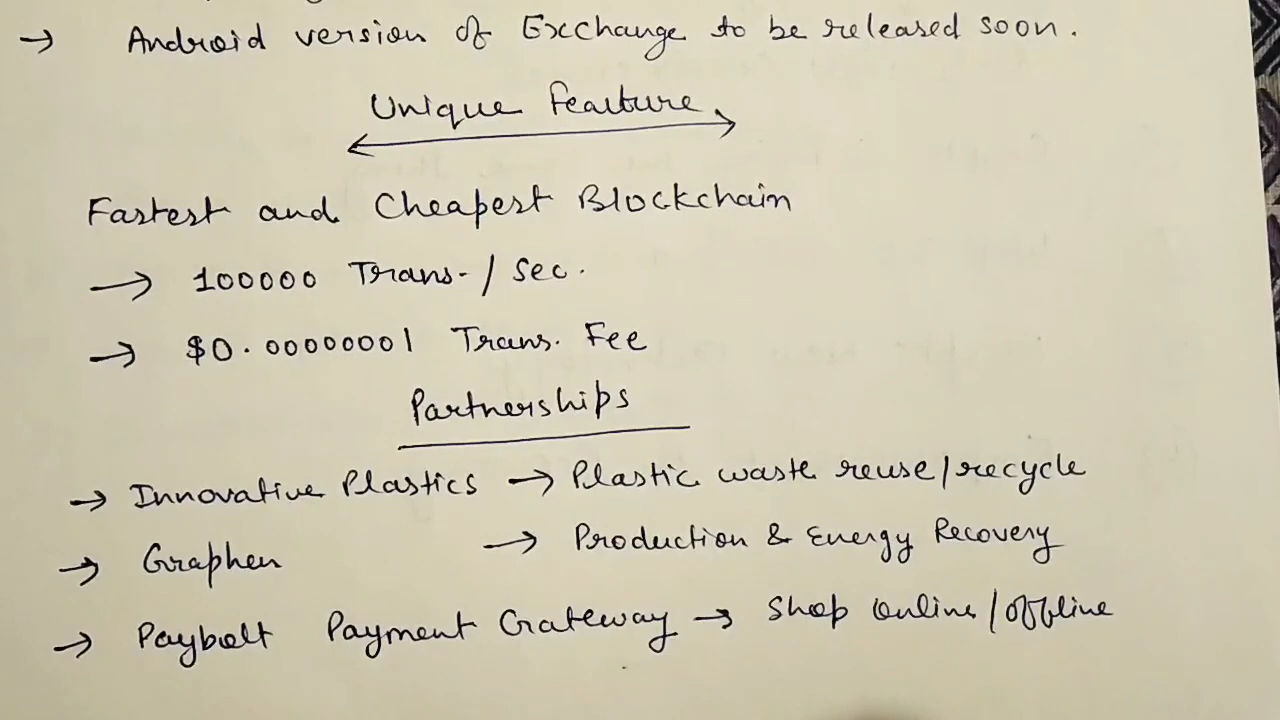 → Android version of Exchange to be released soon.
Unique Feature
Fastest and Cheapest Blockchain
→ 100000 Trans./Sec.
→ $0.00000001 Trans. Fee
Partnerships
→ Innovative Plastics → Plastic waste reuse/recycle
→ Graphen → Production & Energy Recovery
→ Paybolt Payment Gateway → Shop online/offline